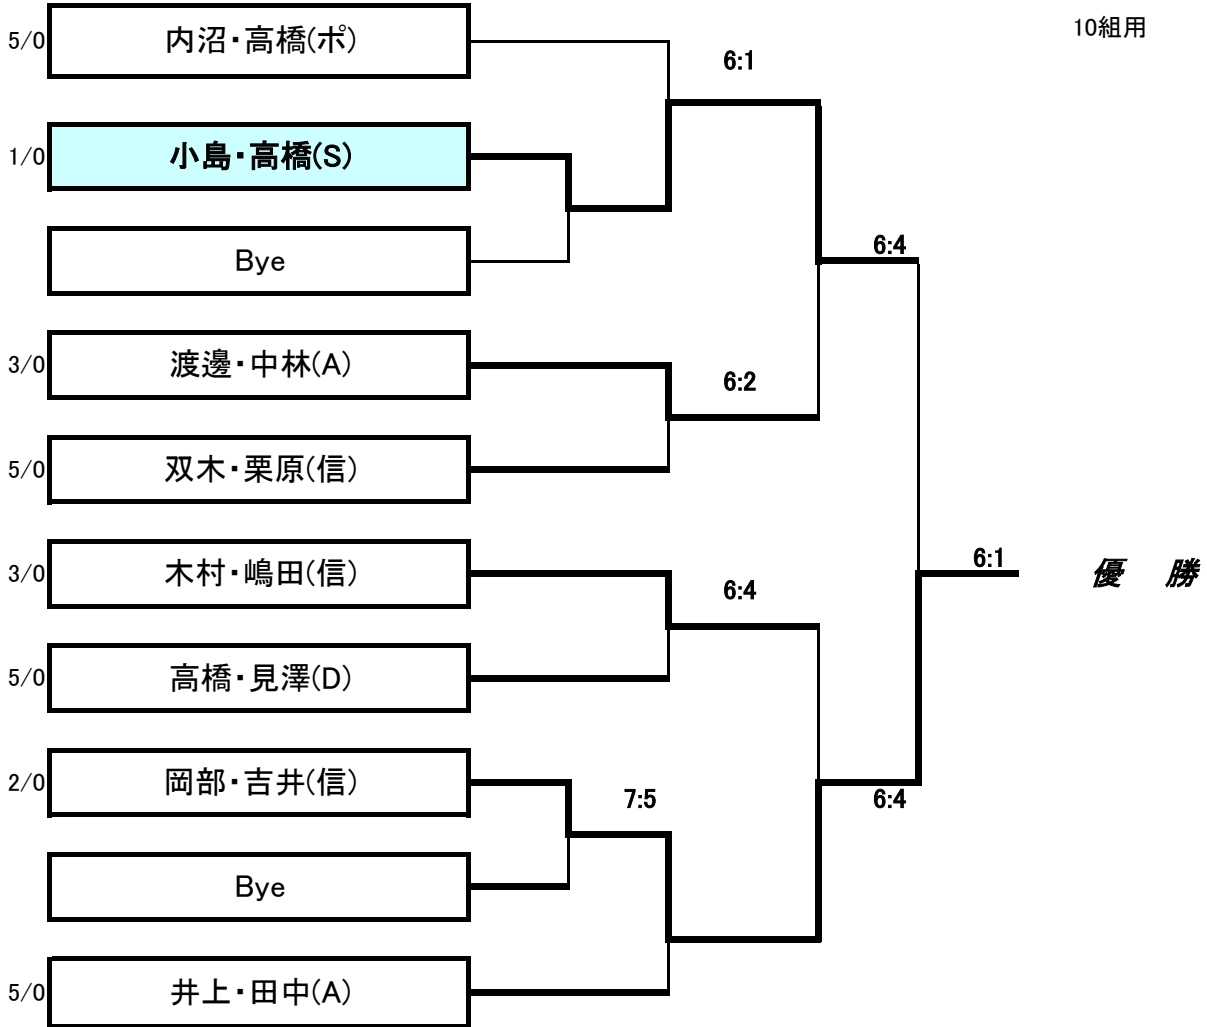 10組用
5/0 内沼・高橋(ポ)
6:1
1/0 小島・高橋(S)
6:4
Bye
3/0 渡邊・中林(A)
6:2
5/0 双木・栗原(信)
3/0 木村・嶋田(信)
6:1 優 勝
6:4
5/0 高橋・見澤(D)
2/0 岡部・吉井(信)
7:5
6:4
Bye
5/0 井上・田中(A)